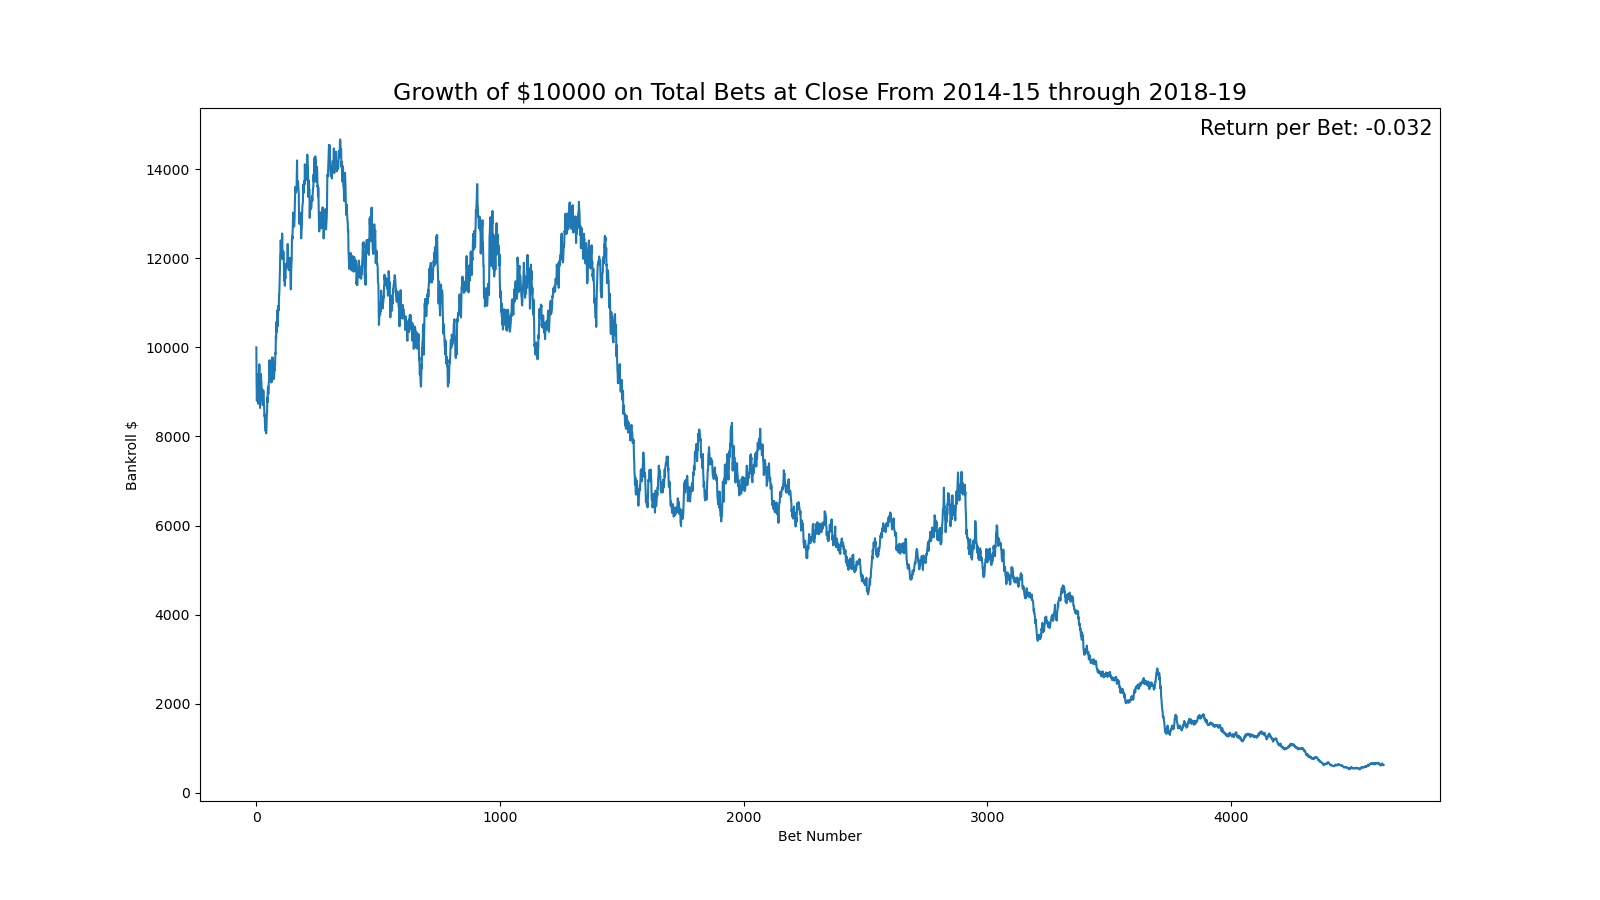 Growth of $10000 on Total Bets at Close From 2014-15 through 2018-19
Return per Bet: -0.032
14000
12000
10000
8000
6000
4000
2000
0
Bankroll $
0 1000 2000 3000 4000
Bet Number